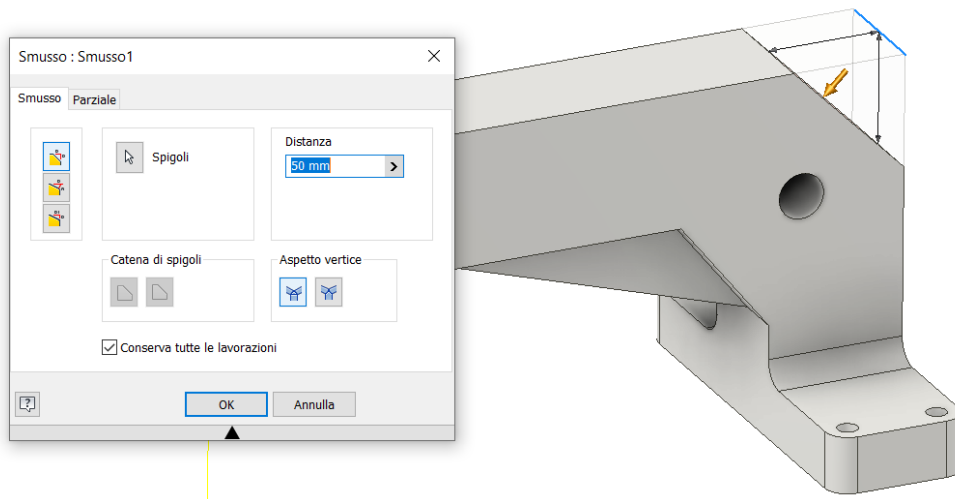 Smusso : Smusso1
Smusso
Parziale
Spigoli
Distanza
50 mm
Catena di spigoli
Aspetto vertice
Conserva tutte le lavorazioni
?
OK
Annulla